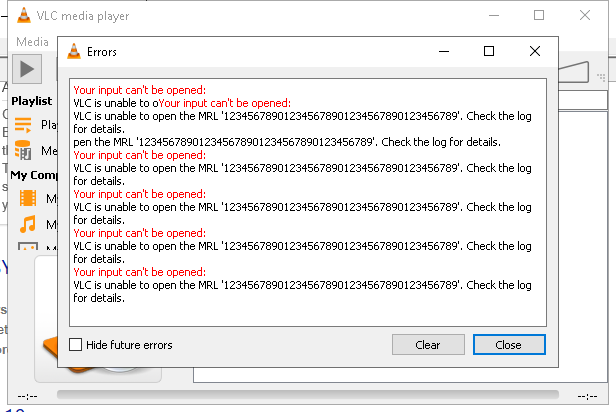 VLC media player
Media
Errors
Your input can't be opened:
VLC is unable to oYour input can't be opened:
VLC is unable to open the MRL '123456789012345678901234567890123456789'. Check the log
for details.
pen the MRL '123456789012345678901234567890123456789'. Check the log for details.
Your input can't be opened:
VLC is unable to open the MRL '123456789012345678901234567890123456789'. Check the log
for details.
Your input can't be opened:
VLC is unable to open the MRL '123456789012345678901234567890123456789'. Check the log
for details.
Your input can't be opened:
VLC is unable to open the MRL '123456789012345678901234567890123456789'. Check the log
for details.
Your input can't be opened:
VLC is unable to open the MRL '123456789012345678901234567890123456789'. Check the log
for details.
Hide future errors
Clear
Close
Playlist
Pla
Me
My Comp
My
My
--:--
--:--